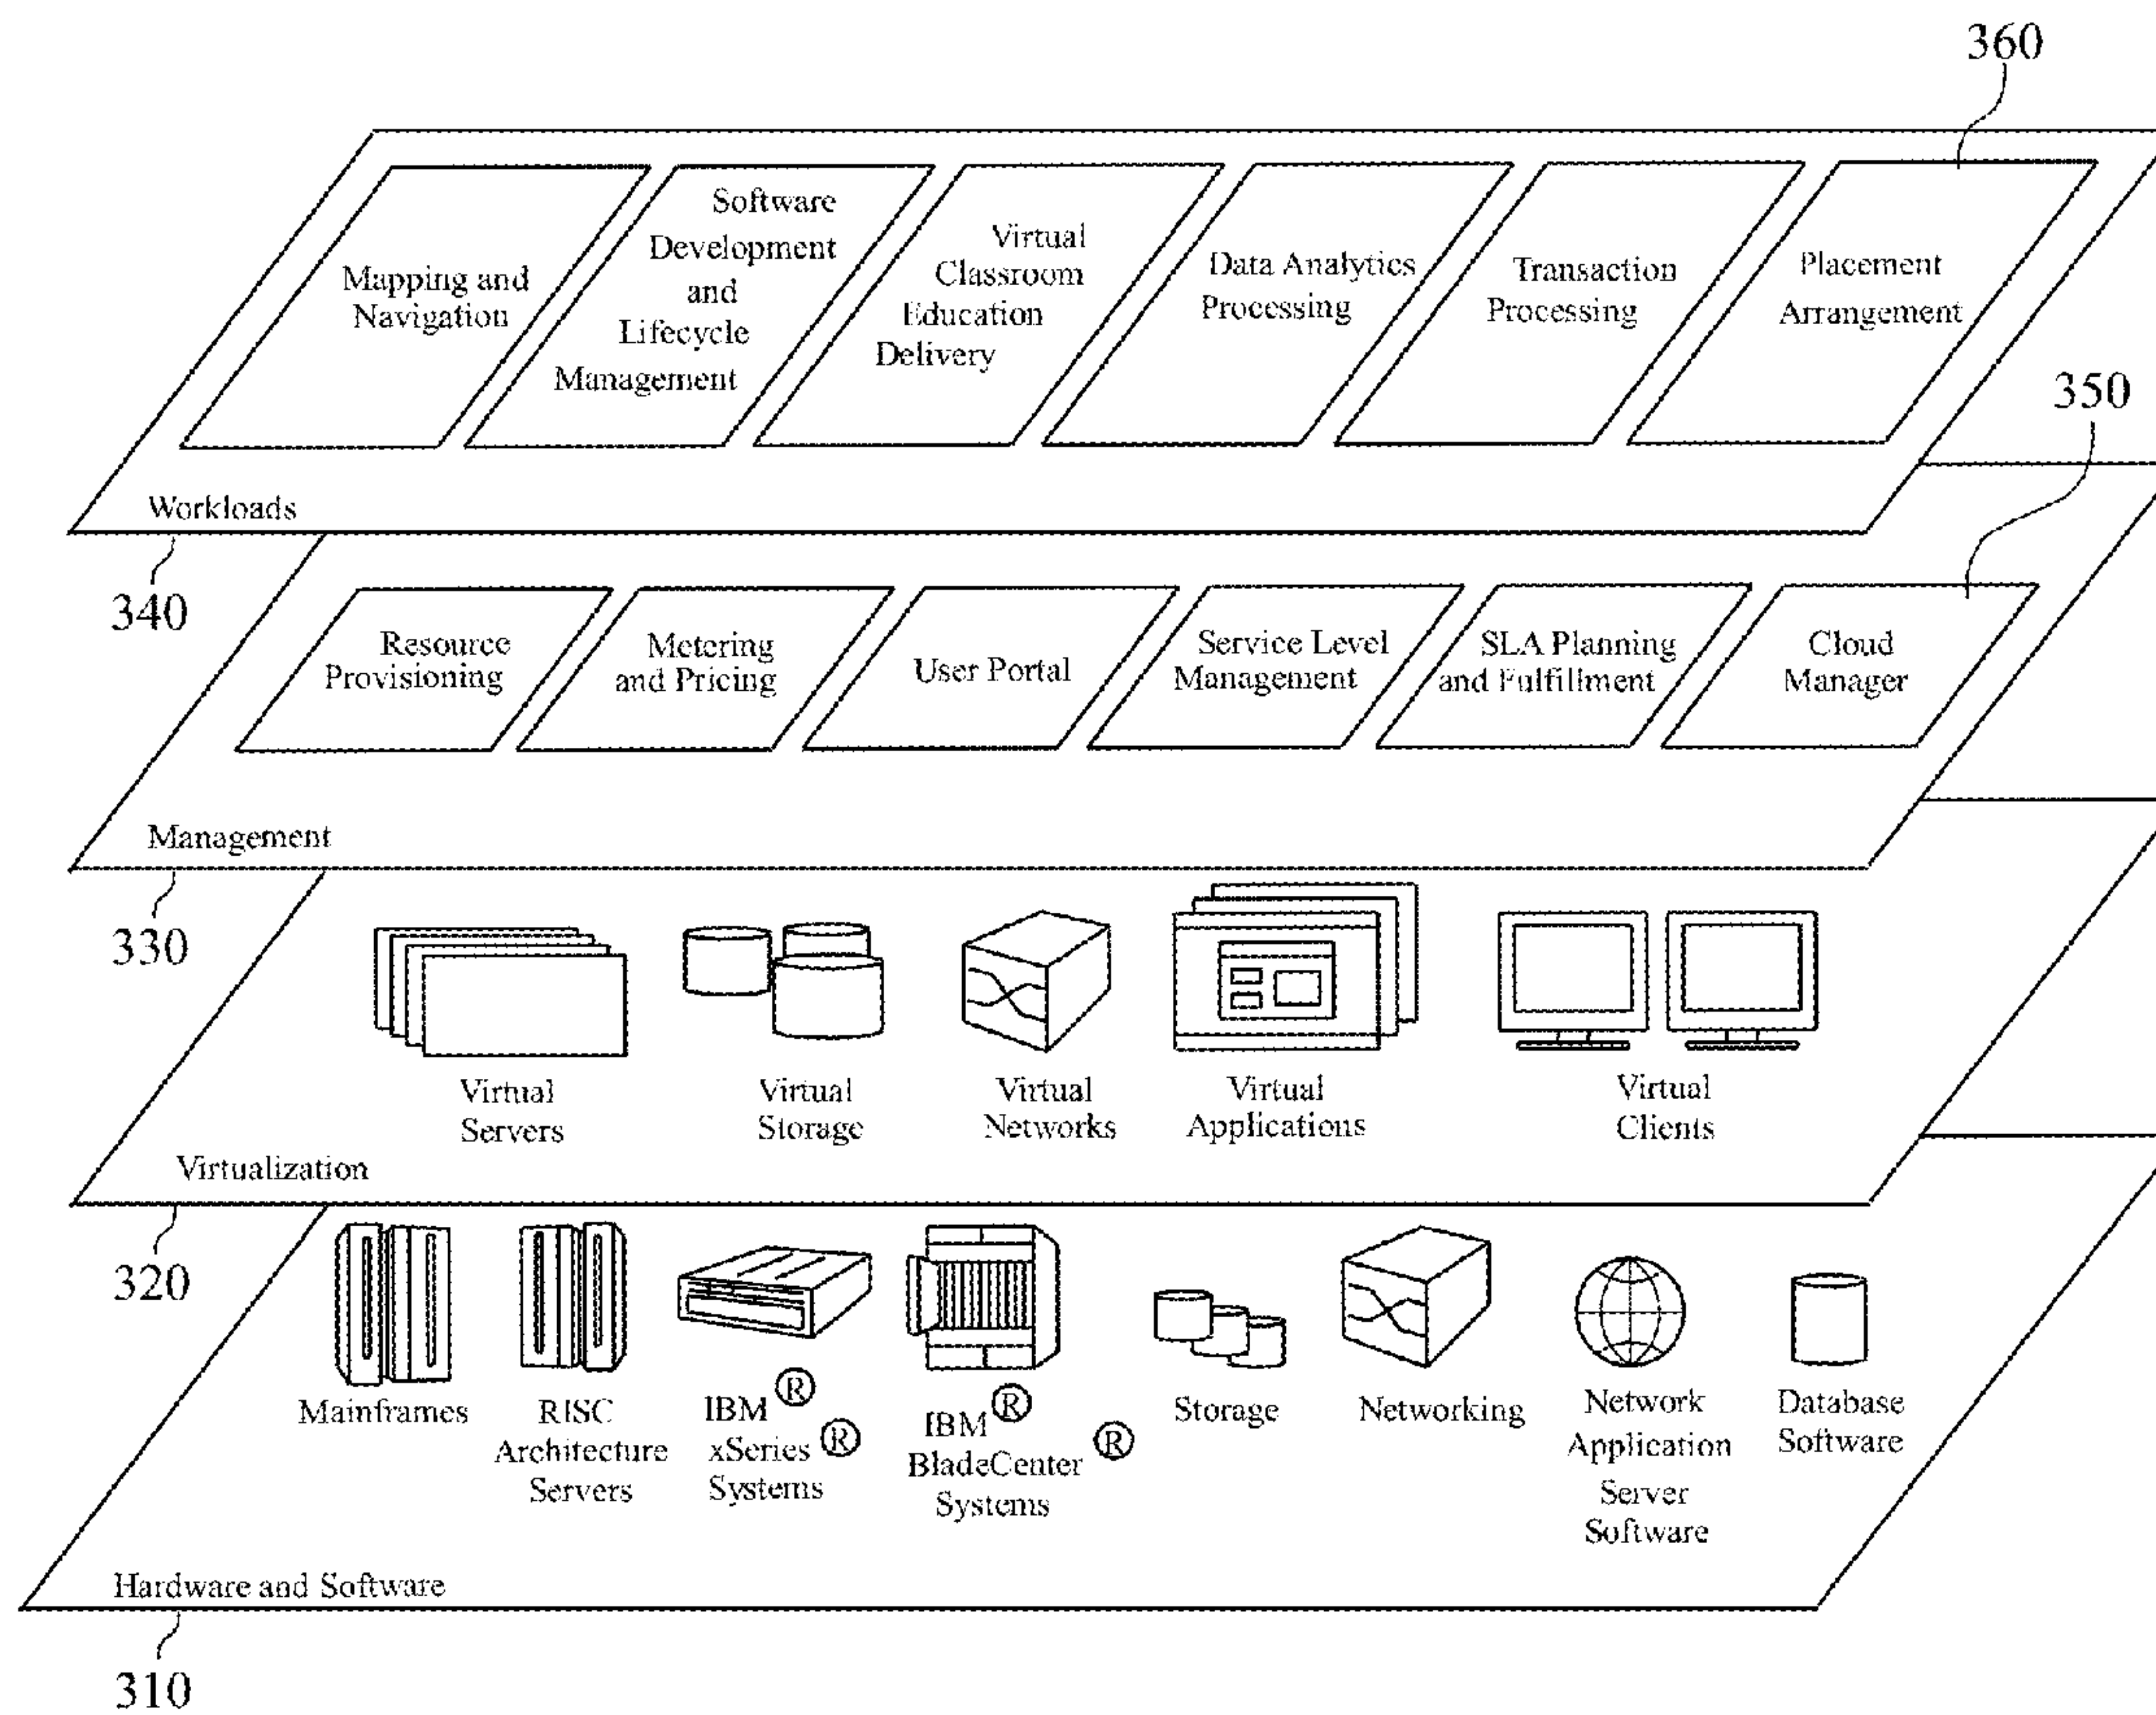 360
Mapping and
Navigation
Software
Development
and
Lifecycle
Management
Virtual
Classroom
Education
Delivery
Data Analytics
Processing
Transaction
Processing
Placement
Arrangement
350
Workloads
340
Resource
Provisioning
Metering
and Pricing
User Portal
Service Level
Management
SLA Planning
and Fulfillment
Cloud
Manager
Management
330
Virtual
Servers
Virtual
Storage
Virtual
Networks
Virtual
Applications
Virtual
Clients
Virtualization
320
Mainframes
RISC
Architecture
Servers
IBM ®
xSeries ®
Systems
IBM ®
BladeCenter ®
Systems
Storage
Networking
Network
Application
Server
Software
Database
Software
Hardware and Software
310